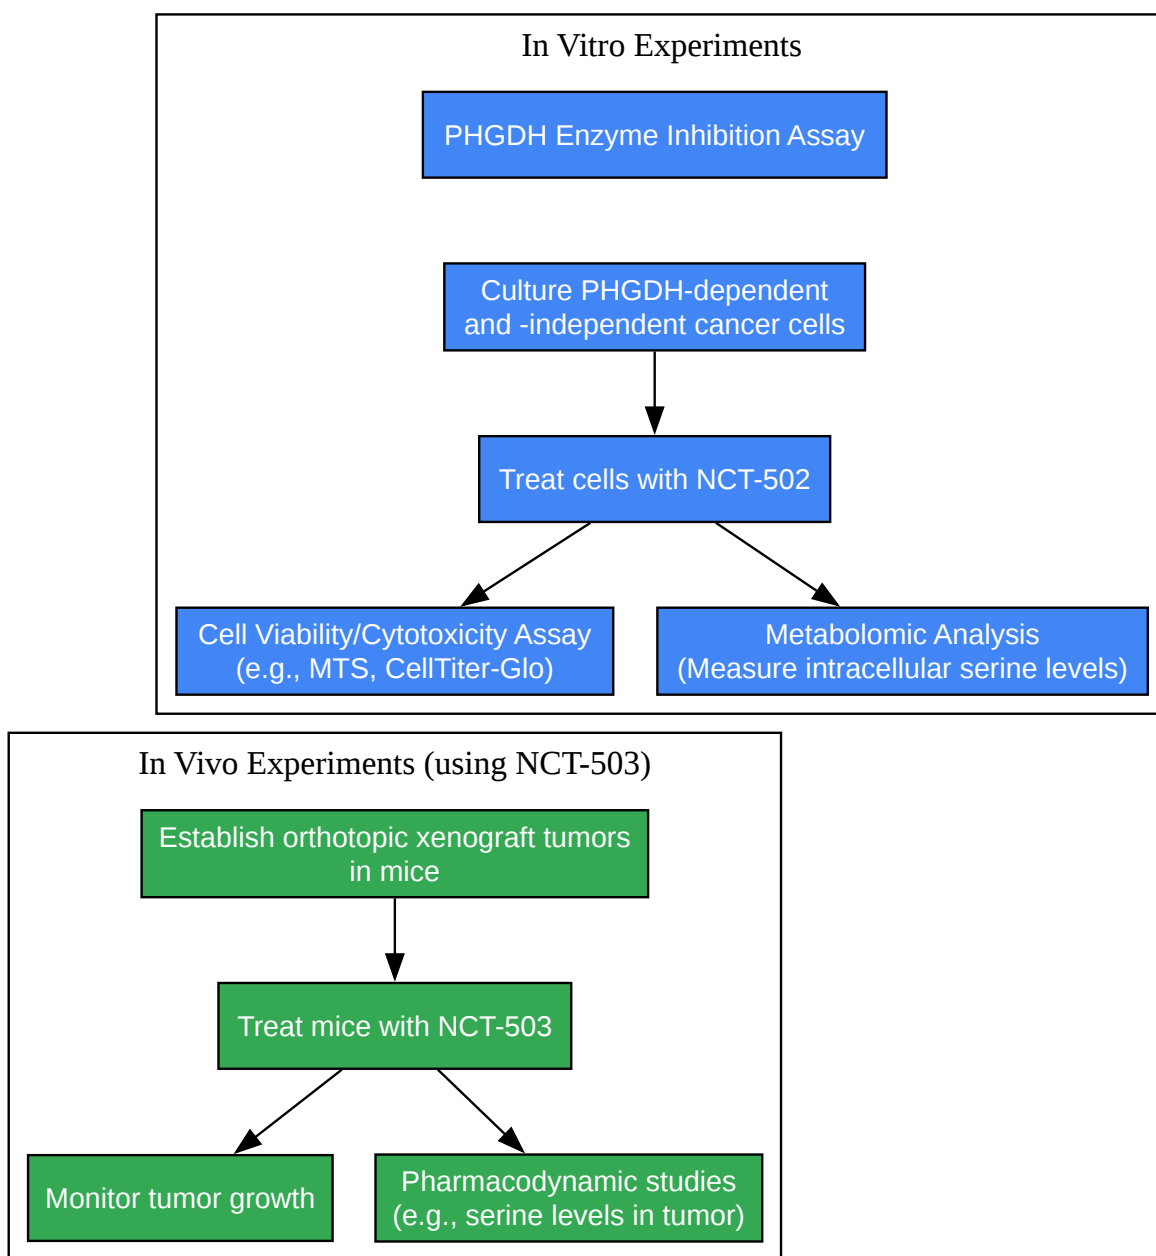 In Vitro Experiments
PHGDH Enzyme Inhibition Assay
Culture PHGDH-dependent
and -independent cancer cells
Treat cells with NCT-502
Cell Viability/Cytotoxicity Assay
(e.g., MTS, CellTiter-Glo)
Metabolomic Analysis
(Measure intracellular serine levels)
In Vivo Experiments (using NCT-503)
Establish orthotopic xenograft tumors
in mice
Treat mice with NCT-503
Monitor tumor growth
Pharmacodynamic studies
(e.g., serine levels in tumor)